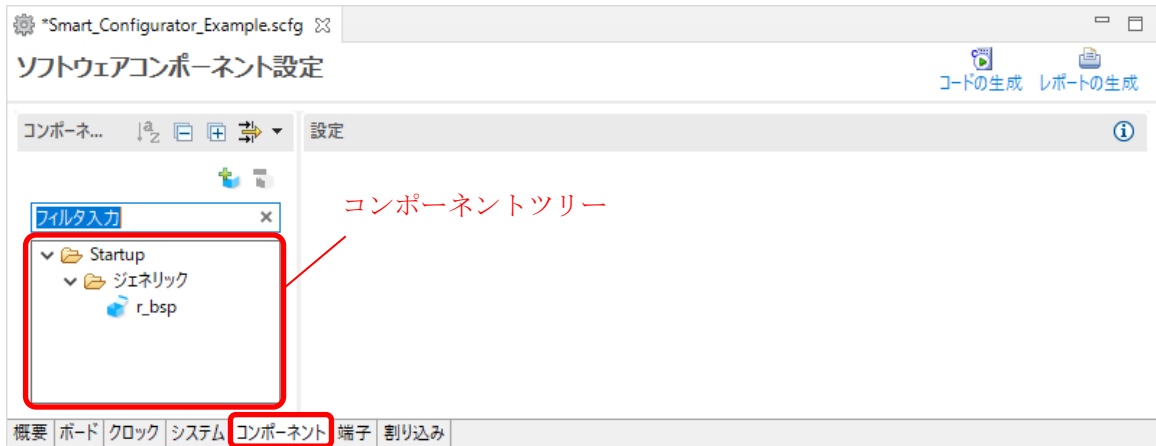 *Smart_Configurator_Example.scfg
ソフトウェアコンポーネント設定
コードの生成 レポートの生成
コンポーネ...
設定
フィルタ入力
コンポーネントツリー
Startup
ジェネリック
r_bsp
概要 ボード クロック システム コンポーネント 端子 割り込み